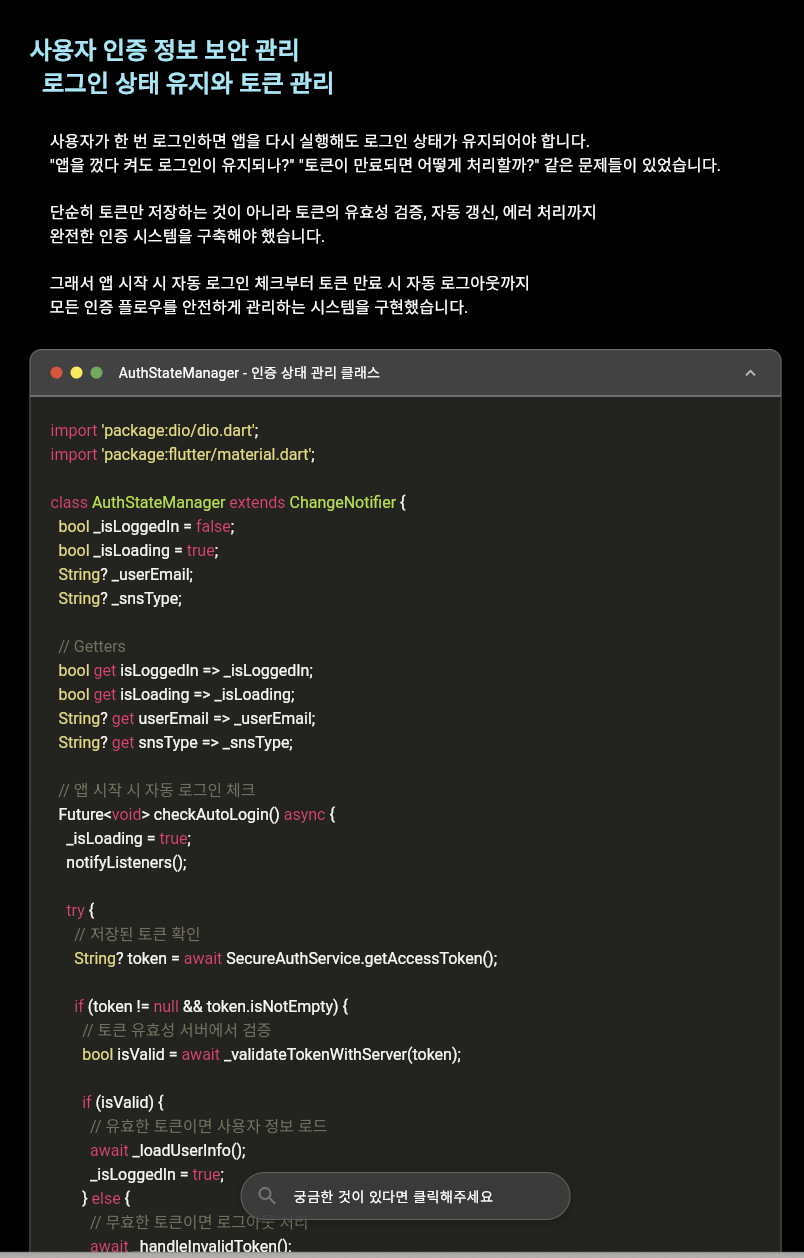 사용자 인증 정보 보안 관리
로그인 상태 유지와 토큰 관리
사용자가 한 번 로그인하면 앱을 다시 실행해도 로그인 상태가 유지되어야 합니다.
"앱을 껐다 켜도 로그인이 유지되나?" "토큰이 만료되면 어떻게 처리할까?" 같은 문제들이 있었습니다.
단순히 토큰만 저장하는 것이 아니라 토큰의 유효성 검증, 자동 갱신, 에러 처리까지
완전한 인증 시스템을 구축해야 했습니다.
그래서 앱 시작 시 자동 로그인 체크부터 토큰 만료 시 자동 로그아웃까지
모든 인증 플로우를 안전하게 관리하는 시스템을 구현했습니다.
AuthStateManager - 인증 상태 관리 클래스
import 'package:dio/dio.dart';
import 'package:flutter/material.dart';
class AuthStateManager extends ChangeNotifier {
bool _isLoggedIn = false;
bool _isLoading = true;
String? _userEmail;
String? _snsType;
// Getters
bool get isLoggedIn => _isLoggedIn;
bool get isLoading => _isLoading;
String? get userEmail => _userEmail;
String? get snsType => _snsType;
// 앱 시작 시 자동 로그인 체크
Future<void> checkAutoLogin() async {
_isLoading = true;
notifyListeners();
try {
// 저장된 토큰 확인
String? token = await SecureAuthService.getAccessToken();
if (token != null && token.isNotEmpty) {
// 토큰 유효성 서버에서 검증
bool isValid = await _validateTokenWithServer(token);
if (isValid) {
// 유효한 토큰이면 사용자 정보 로드
await _loadUserInfo();
_isLoggedIn = true;
} else {
궁금한 것이 있다면 클릭해주세요
// 무효한 토큰이면 로그아웃 처리
await _handleInvalidToken();